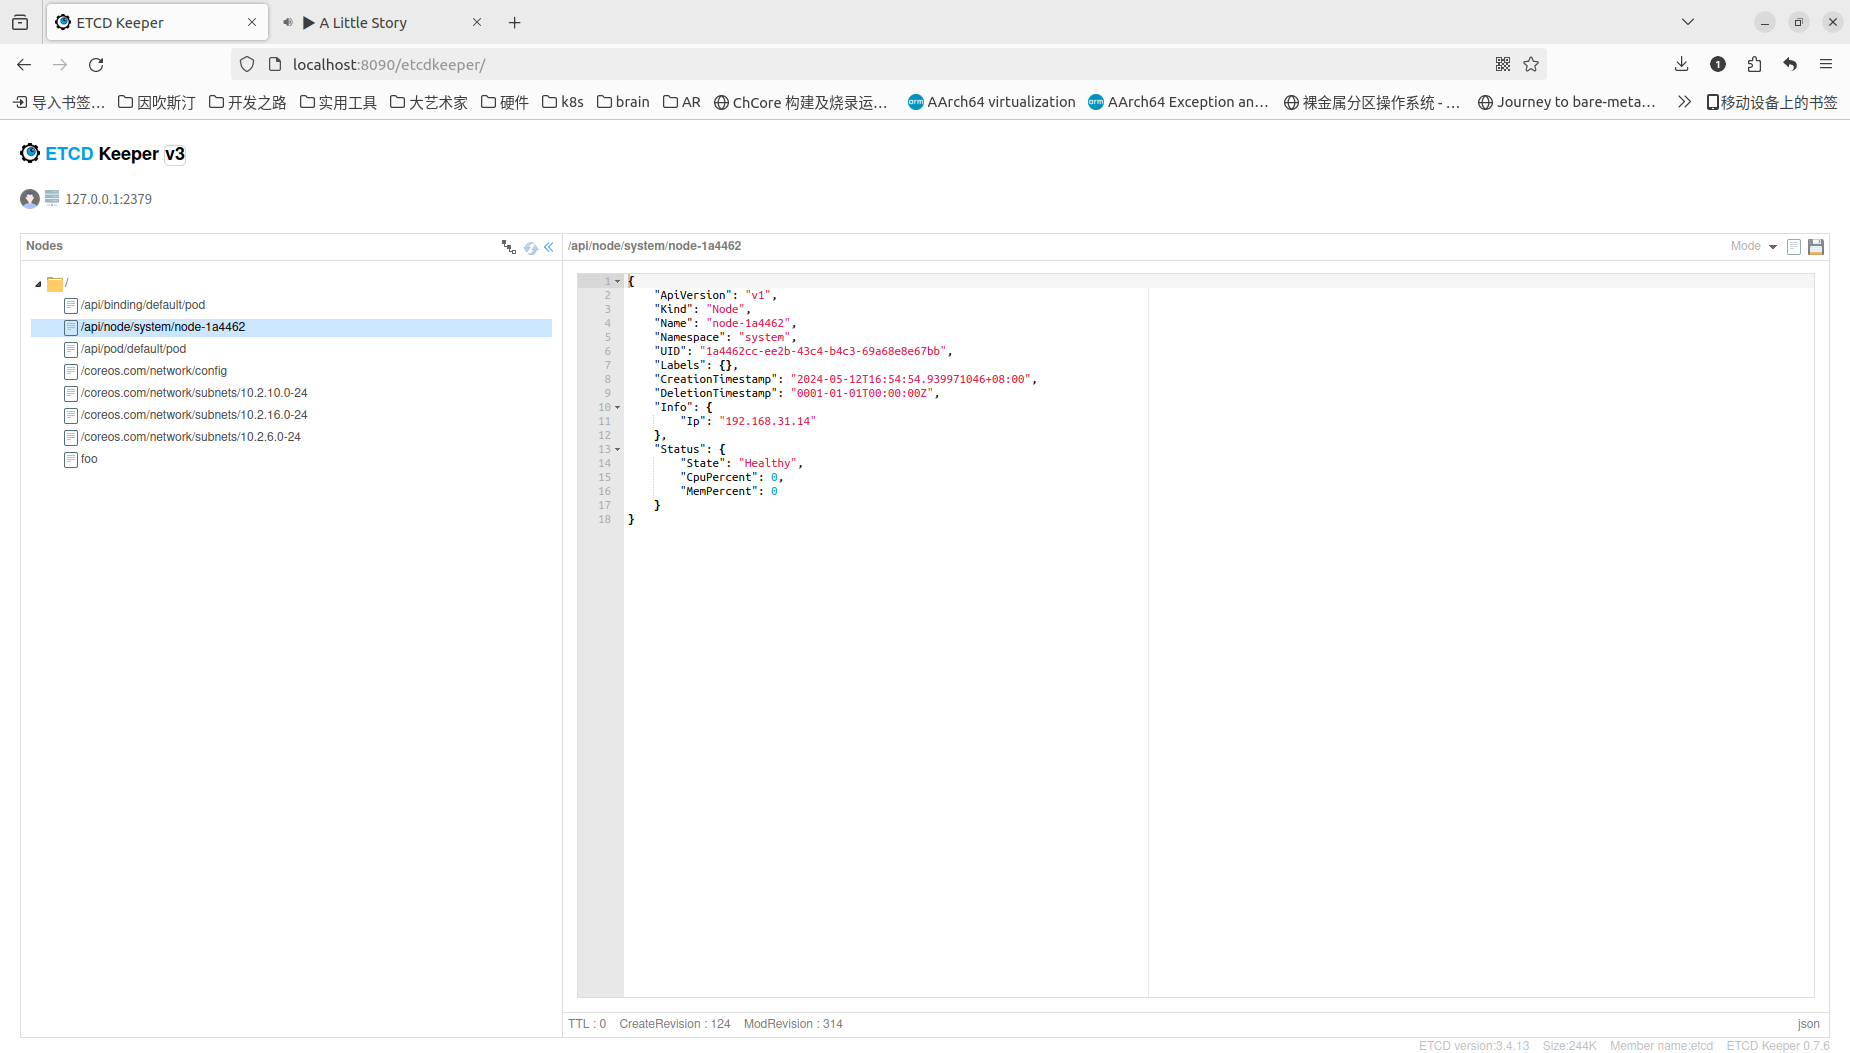 ETCD Keeper
A Little Story
localhost:8090/etcdkeeper/
1
导入书签… 因吹斯汀 开发之路 实用工具 大艺术家 硬件 k8s brain AR ChCore 构建及烧录运… AArch64 virtualization AArch64 Exception an… 裸金属分区操作系统 - … Journey to bare-meta… 移动设备上的书签
ETCD Keeper v3
127.0.0.1:2379
Nodes
/
/api/binding/default/pod
/api/node/system/node-1a4462
/api/pod/default/pod
/coreos.com/network/config
/coreos.com/network/subnets/10.2.10.0-24
/coreos.com/network/subnets/10.2.16.0-24
/coreos.com/network/subnets/10.2.6.0-24
foo
/api/node/system/node-1a4462 Mode
1 {
2 "ApiVersion": "v1",
3 "Kind": "Node",
4 "Name": "node-1a4462",
5 "Namespace": "system",
6 "UID": "1a4462cc-ee2b-43c4-b4c3-69a68e8e67bb",
7 "Labels": {},
8 "CreationTimestamp": "2024-05-12T16:54:54.939971046+08:00",
9 "DeletionTimestamp": "0001-01-01T00:00:00Z",
10 "Info": {
11 "Ip": "192.168.31.14"
12 },
13 "Status": {
14 "State": "Healthy",
15 "CpuPercent": 0,
16 "MemPercent": 0
17 }
18 }
TTL : 0 CreateRevision : 124 ModRevision : 314 json
ETCD version:3.4.13 Size:244K Member name:etcd ETCD Keeper 0.7.6